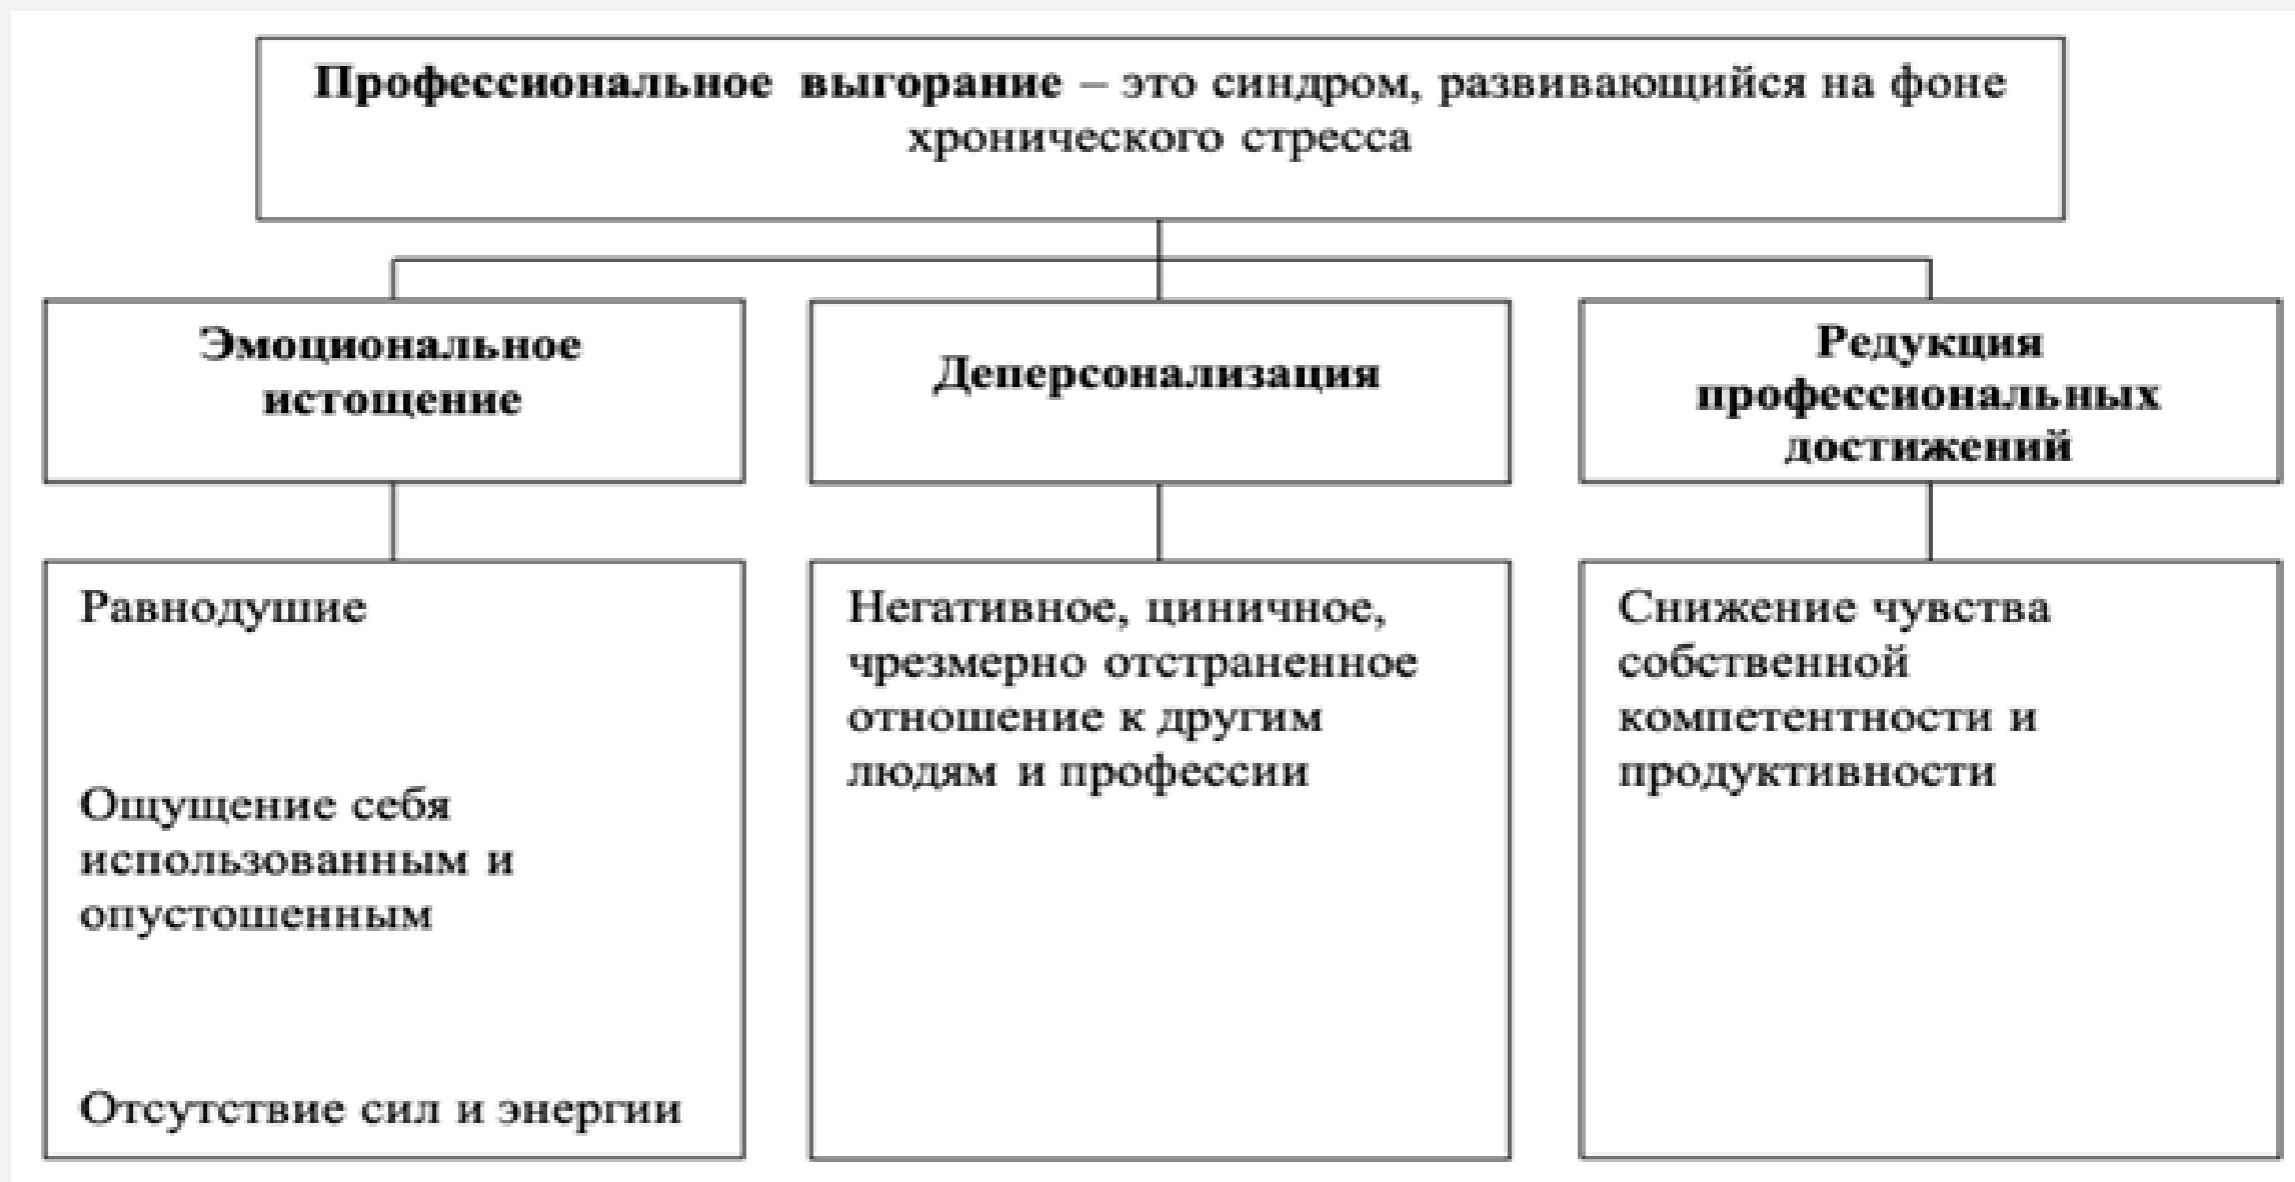 Профессиональное выгорание – это синдром, развивающийся на фоне
хронического стресса
Эмоциональное
истощение
Деперсонализация
Редукция
профессиональных
достижений
Равнодушие
Ощущение себя
использованным и
опустошенным
Отсутствие сил и энергии
Негативное, циничное,
чрезмерно отстраненное
отношение к другим
людям и профессии
Снижение чувства
собственной
компетентности и
продуктивности